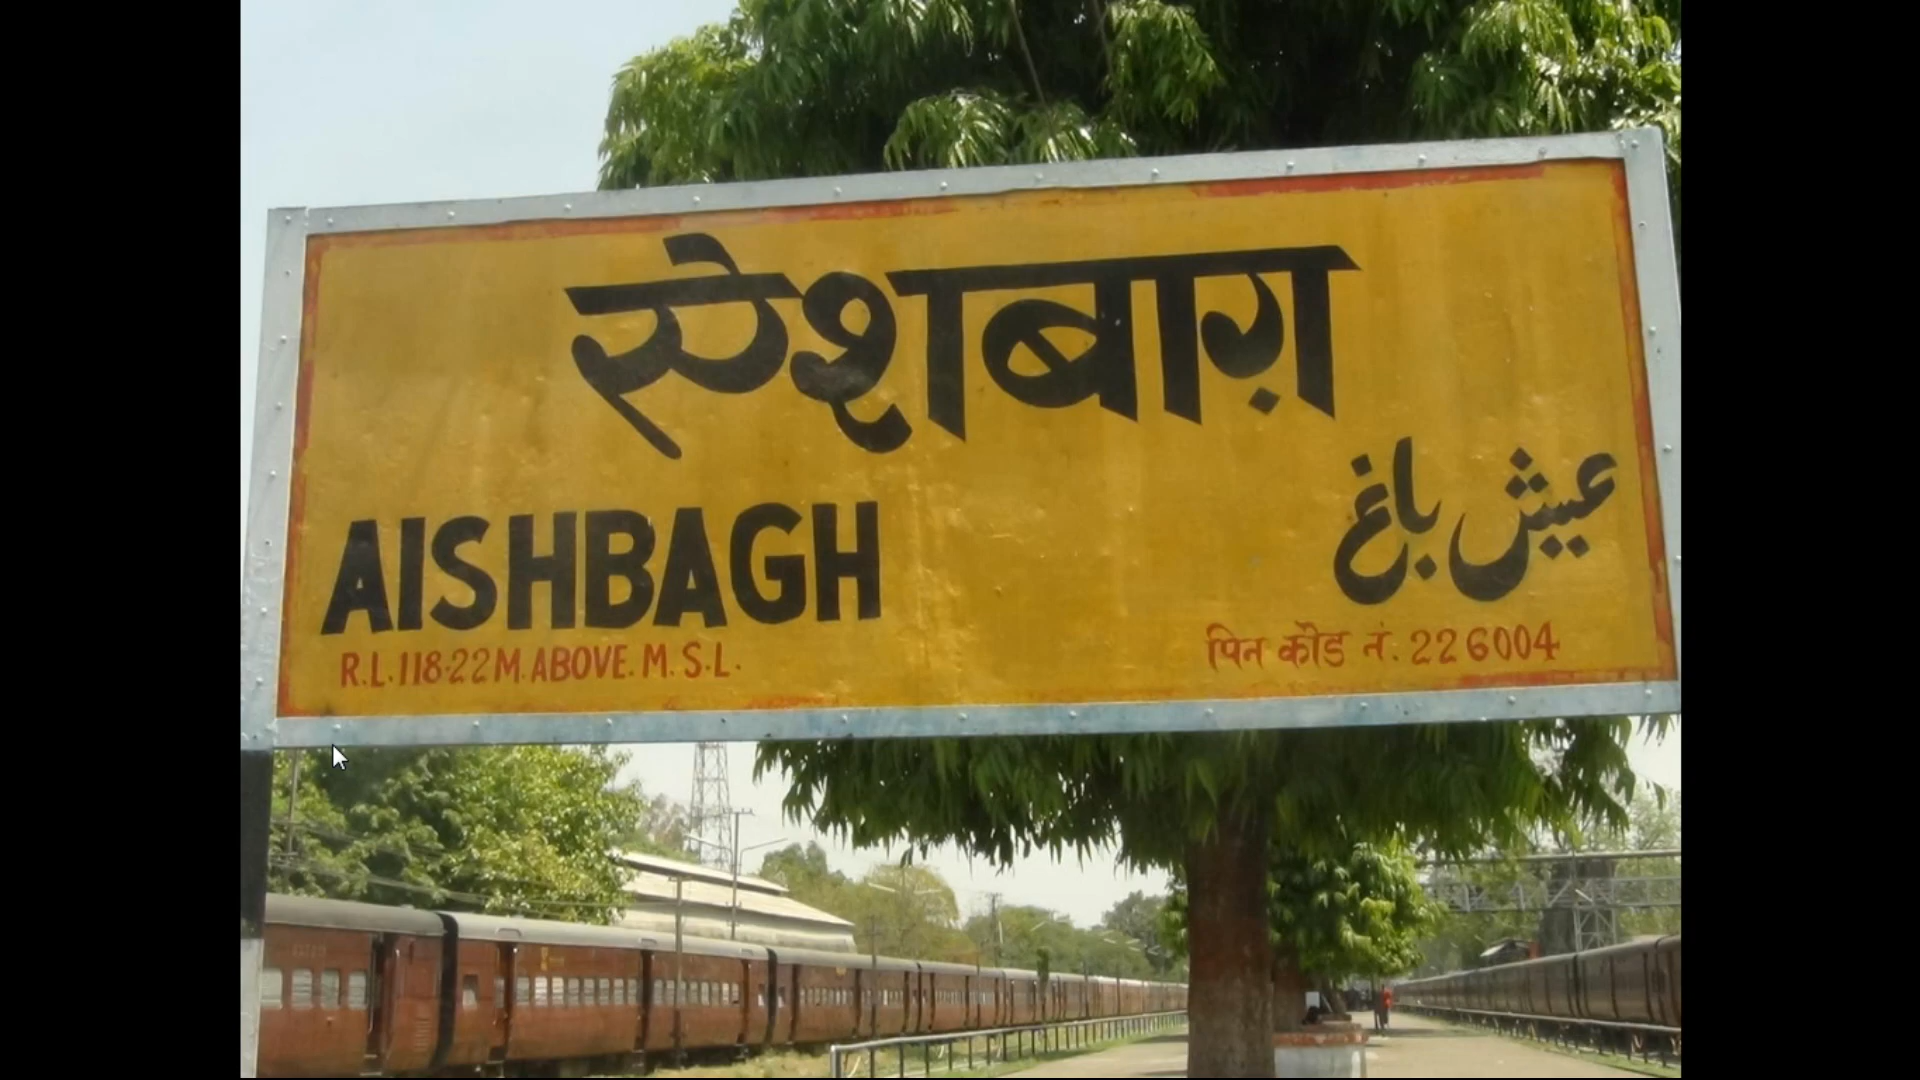 ऐशबाग़
AISHBAGH
عیش باغ
R.L.118.22M.ABOVE.M.S.L.
पिन कोड नं. 226004